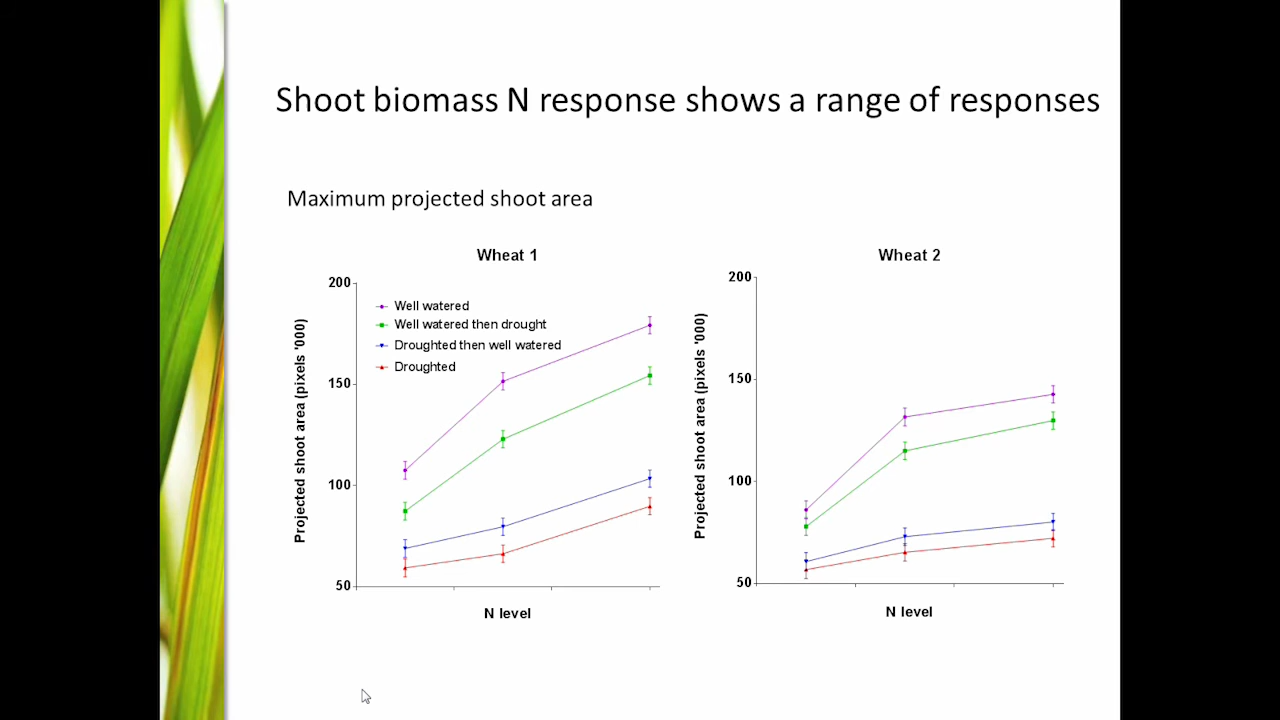 Shoot biomass N response shows a range of responses
Maximum projected shoot area
Wheat 1
200
150
100
50
Projected shoot area (pixels '000)
Well watered
Well watered then drought
Droughted then well watered
Droughted
N level
Wheat 2
200
150
100
50
Projected shoot area (pixels '000)
N level